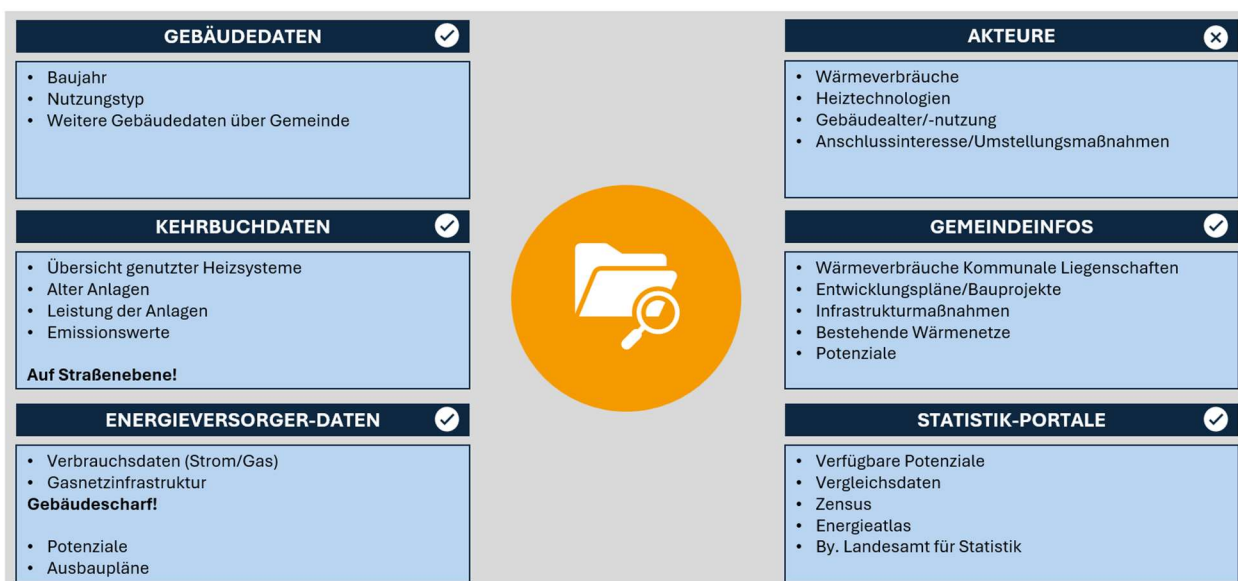 GEBÄUDEDATEN
• Baujahr
• Nutzungstyp
• Weitere Gebäudedaten über Gemeinde
KEHRBUCHDATEN
• Übersicht genutzter Heizsysteme
• Alter Anlagen
• Leistung der Anlagen
• Emissionswerte
Auf Straßenebene!
ENERGIEVERSORGER-DATEN
• Verbrauchsdaten (Strom/Gas)
• Gasnetzinfrastruktur
Gebäudescharf!
• Potenziale
• Ausbaupläne
AKTEURE
• Wärmeverbräuche
• Heiztechnologien
• Gebäudealter/-nutzung
• Anschlussinteresse/Umstellungsmaßnahmen
GEMEINDEINFOS
• Wärmeverbräuche Kommunale Liegenschaften
• Entwicklungspläne/Bauprojekte
• Infrastrukturmaßnahmen
• Bestehende Wärmenetze
• Potenziale
STATISTIK-PORTALE
• Verfügbare Potenziale
• Vergleichsdaten
• Zensus
• Energieatlas
• By. Landesamt für Statistik